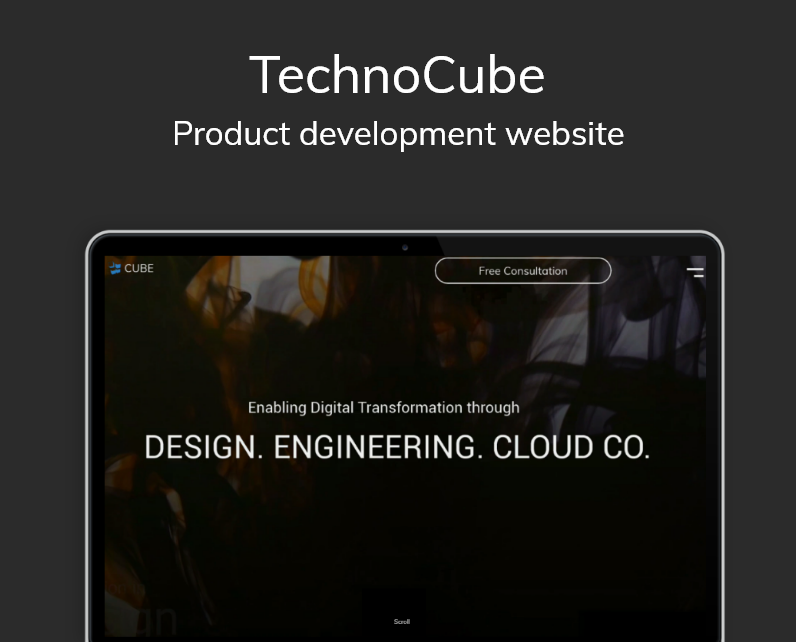 TechnoCube
Product development website
CUBE
Free Consultation
Enabling Digital Transformation through
DESIGN. ENGINEERING. CLOUD CO.
Scroll